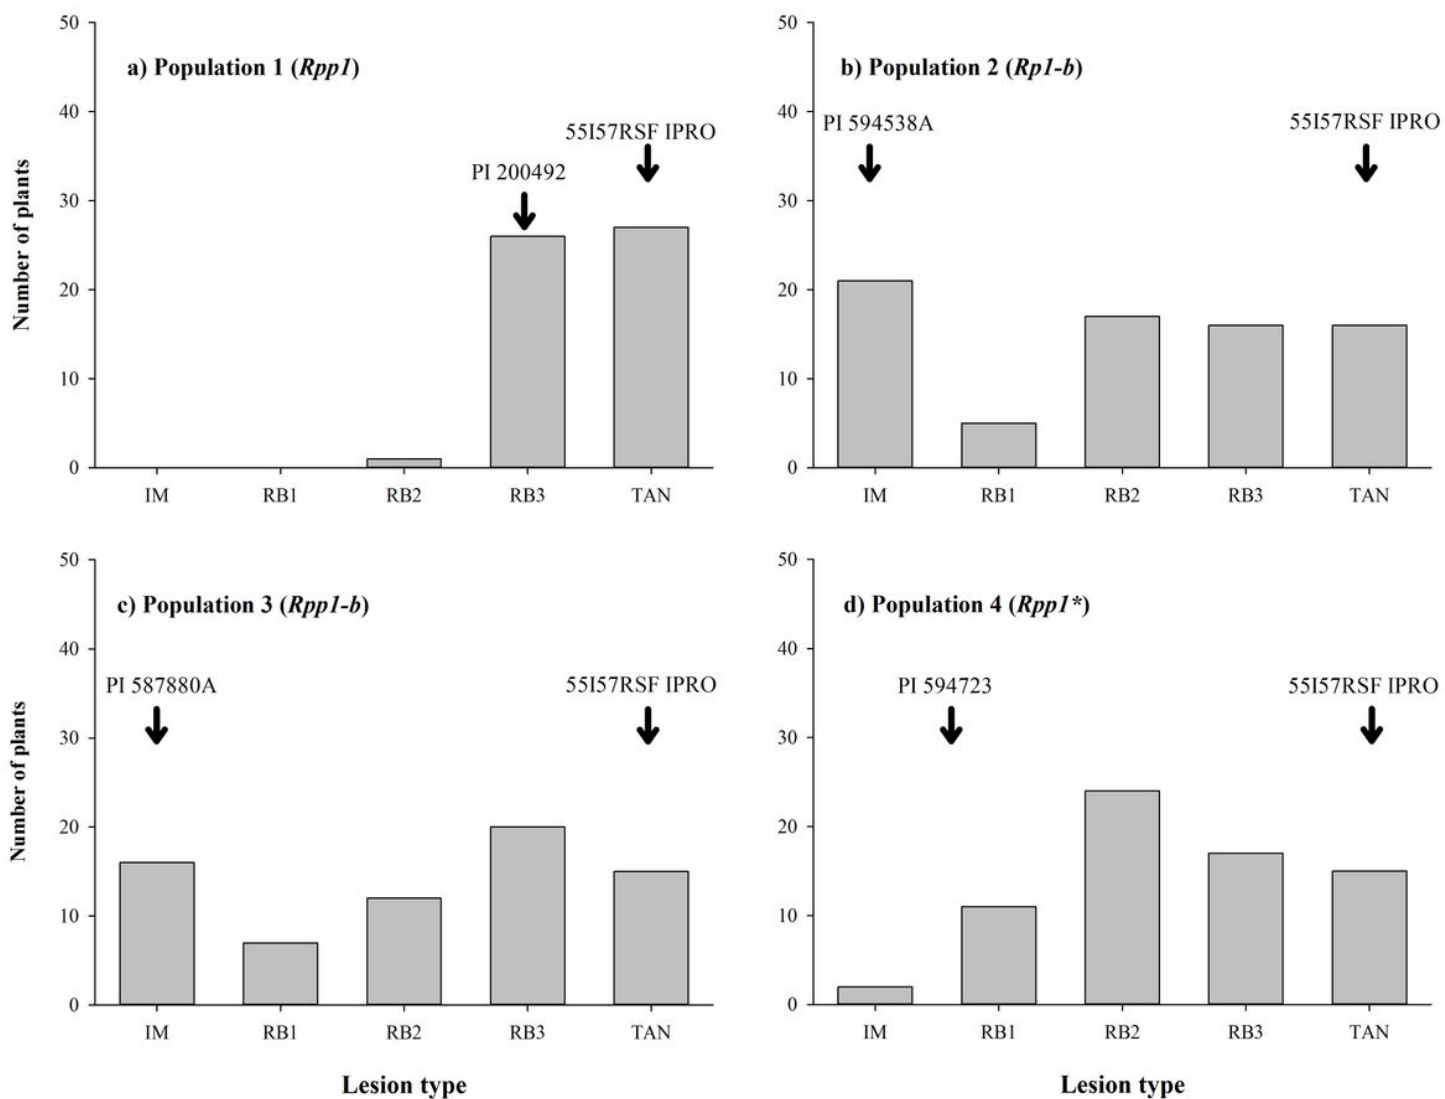 a) Population 1 (Rpp1)
Number of plants
50
40
30
20
10
0
PI 200492
55I57RSF IPRO
IM RB1 RB2 RB3 TAN
b) Population 2 (Rp1-b)
50
40
30
20
10
0
PI 594538A
55I57RSF IPRO
IM RB1 RB2 RB3 TAN
c) Population 3 (Rpp1-b)
Number of plants
50
40
30
20
10
0
PI 587880A
55I57RSF IPRO
IM RB1 RB2 RB3 TAN
Lesion type
d) Population 4 (Rpp1*)
50
40
30
20
10
0
PI 594723
55I57RSF IPRO
IM RB1 RB2 RB3 TAN
Lesion type